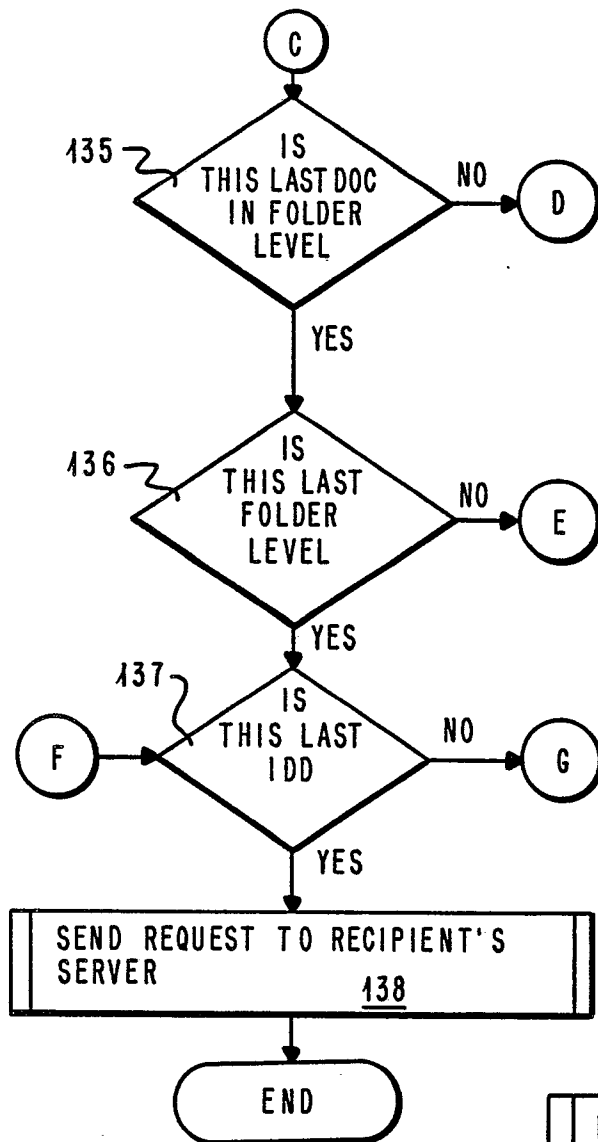 C
135
IS
THIS LAST DOC
IN FOLDER
LEVEL
NO
D
YES
136
IS
THIS LAST
FOLDER
LEVEL
NO
E
YES
137
IS
THIS LAST
IDD
F
NO
G
YES
SEND REQUEST TO RECIPIENT'S
SERVER
138
END